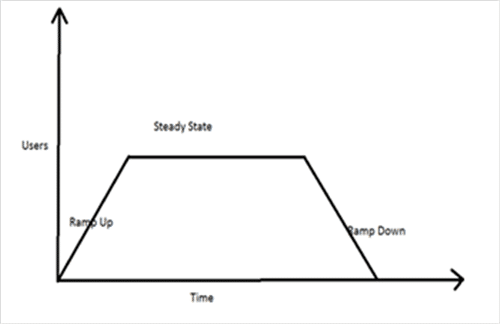 Steady State
Users
Ramp Up
Ramp Down
Time